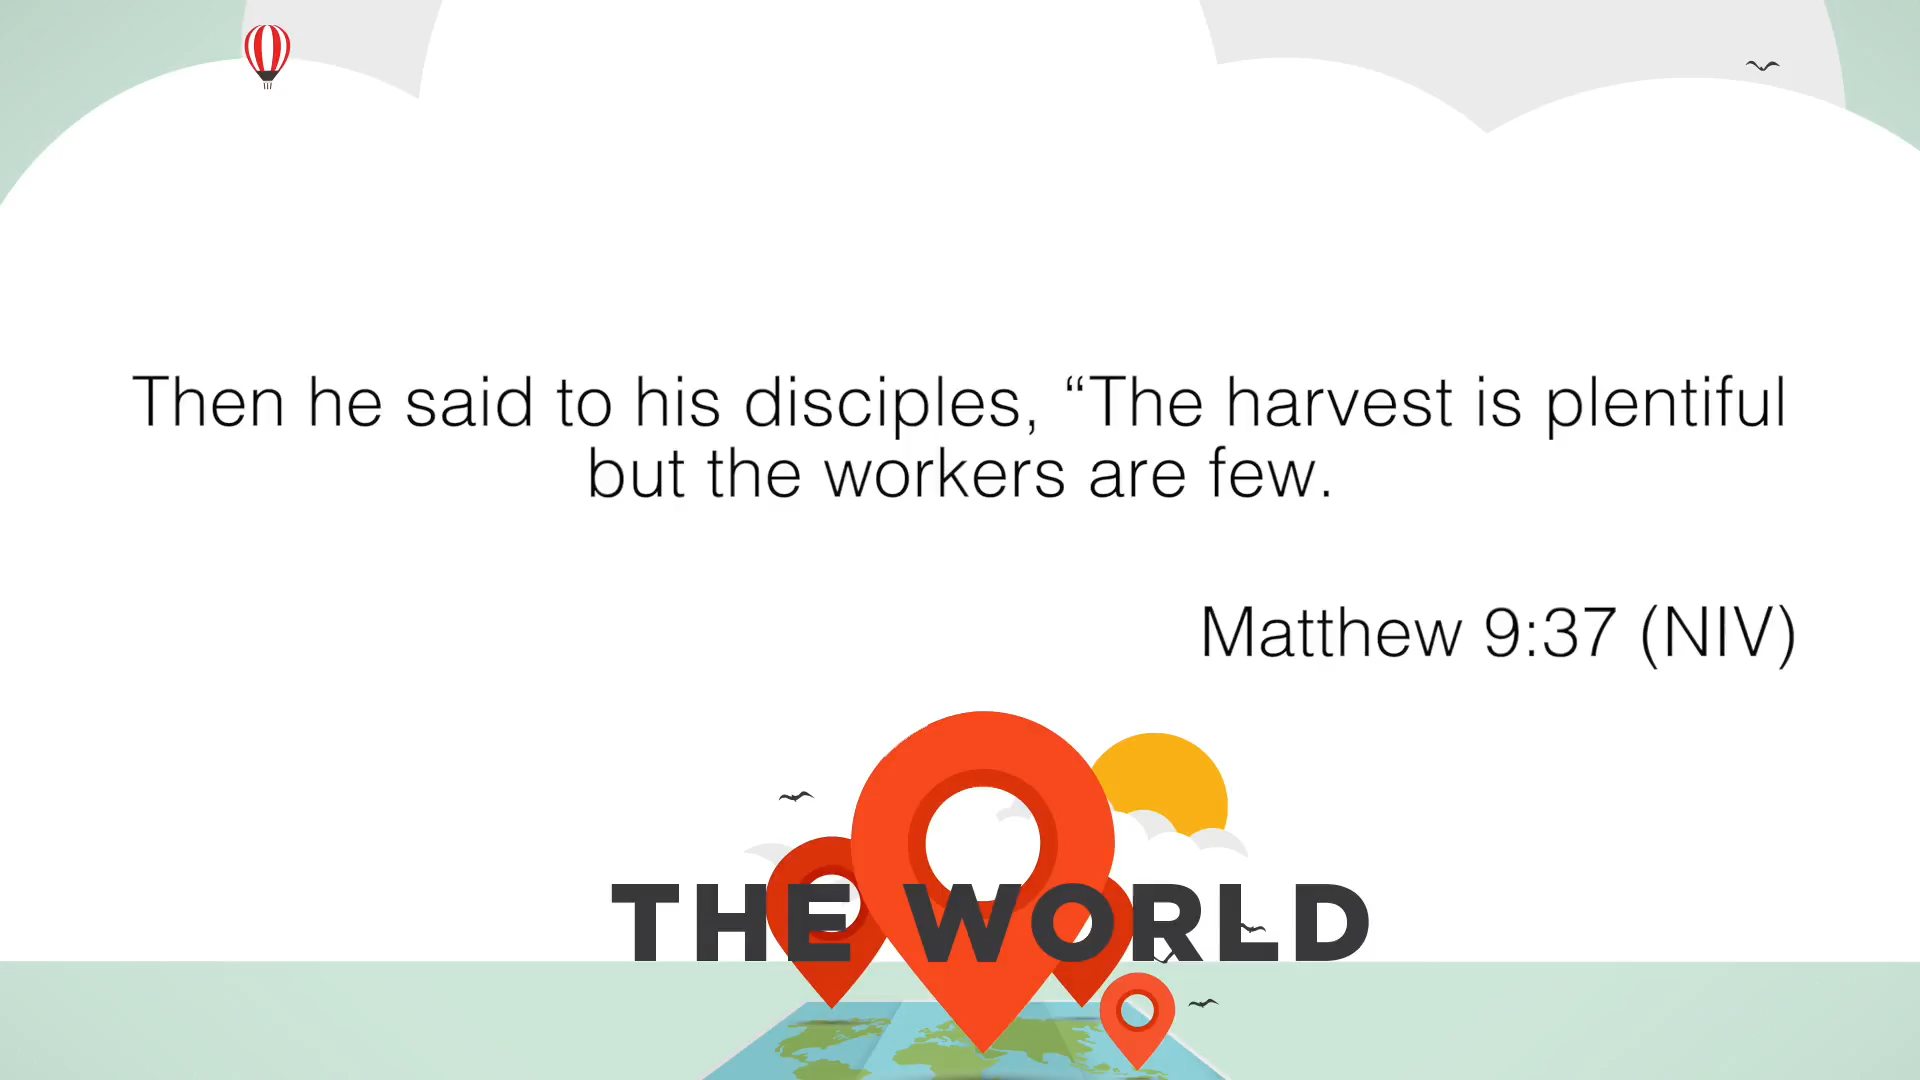 Then he said to his disciples, “The harvest is plentiful
but the workers are few.
Matthew 9:37 (NIV)
THE WORLD